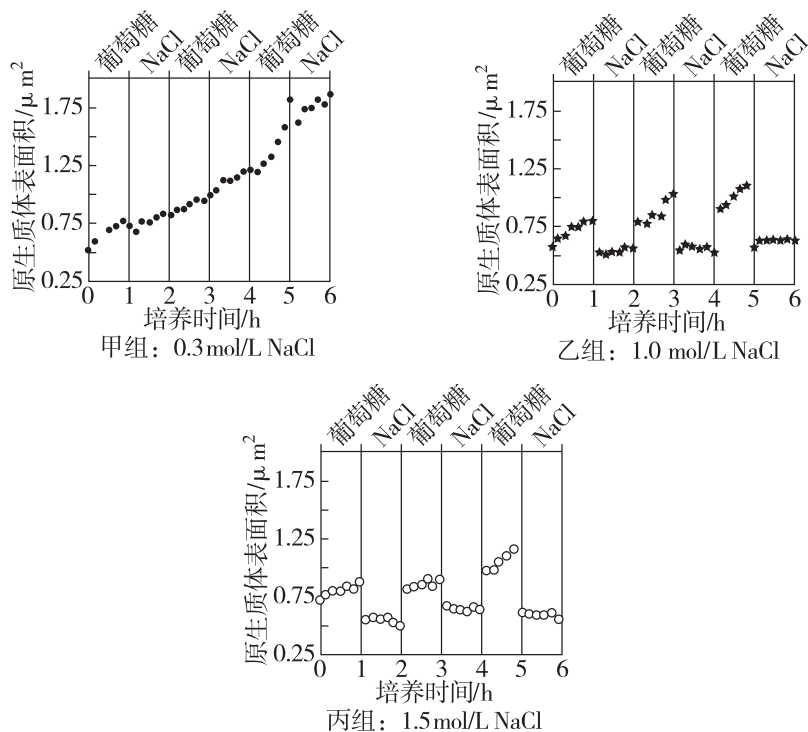 葡萄糖 NaCl 葡萄糖 NaCl 葡萄糖 NaCl
原生质体表面积/μm²
1.75
1.25
0.75
0.25
0 1 2 3 4 5 6
培养时间/h
甲组：0.3mol/L NaCl
葡萄糖 NaCl 葡萄糖 NaCl 葡萄糖 NaCl
原生质体表面积/μm²
1.75
1.25
0.75
0.25
0 1 2 3 4 5 6
培养时间/h
乙组：1.0 mol/L NaCl
葡萄糖 NaCl 葡萄糖 NaCl 葡萄糖 NaCl
原生质体表面积/μm²
1.75
1.25
0.75
0.25
0 1 2 3 4 5 6
培养时间/h
丙组：1.5mol/L NaCl